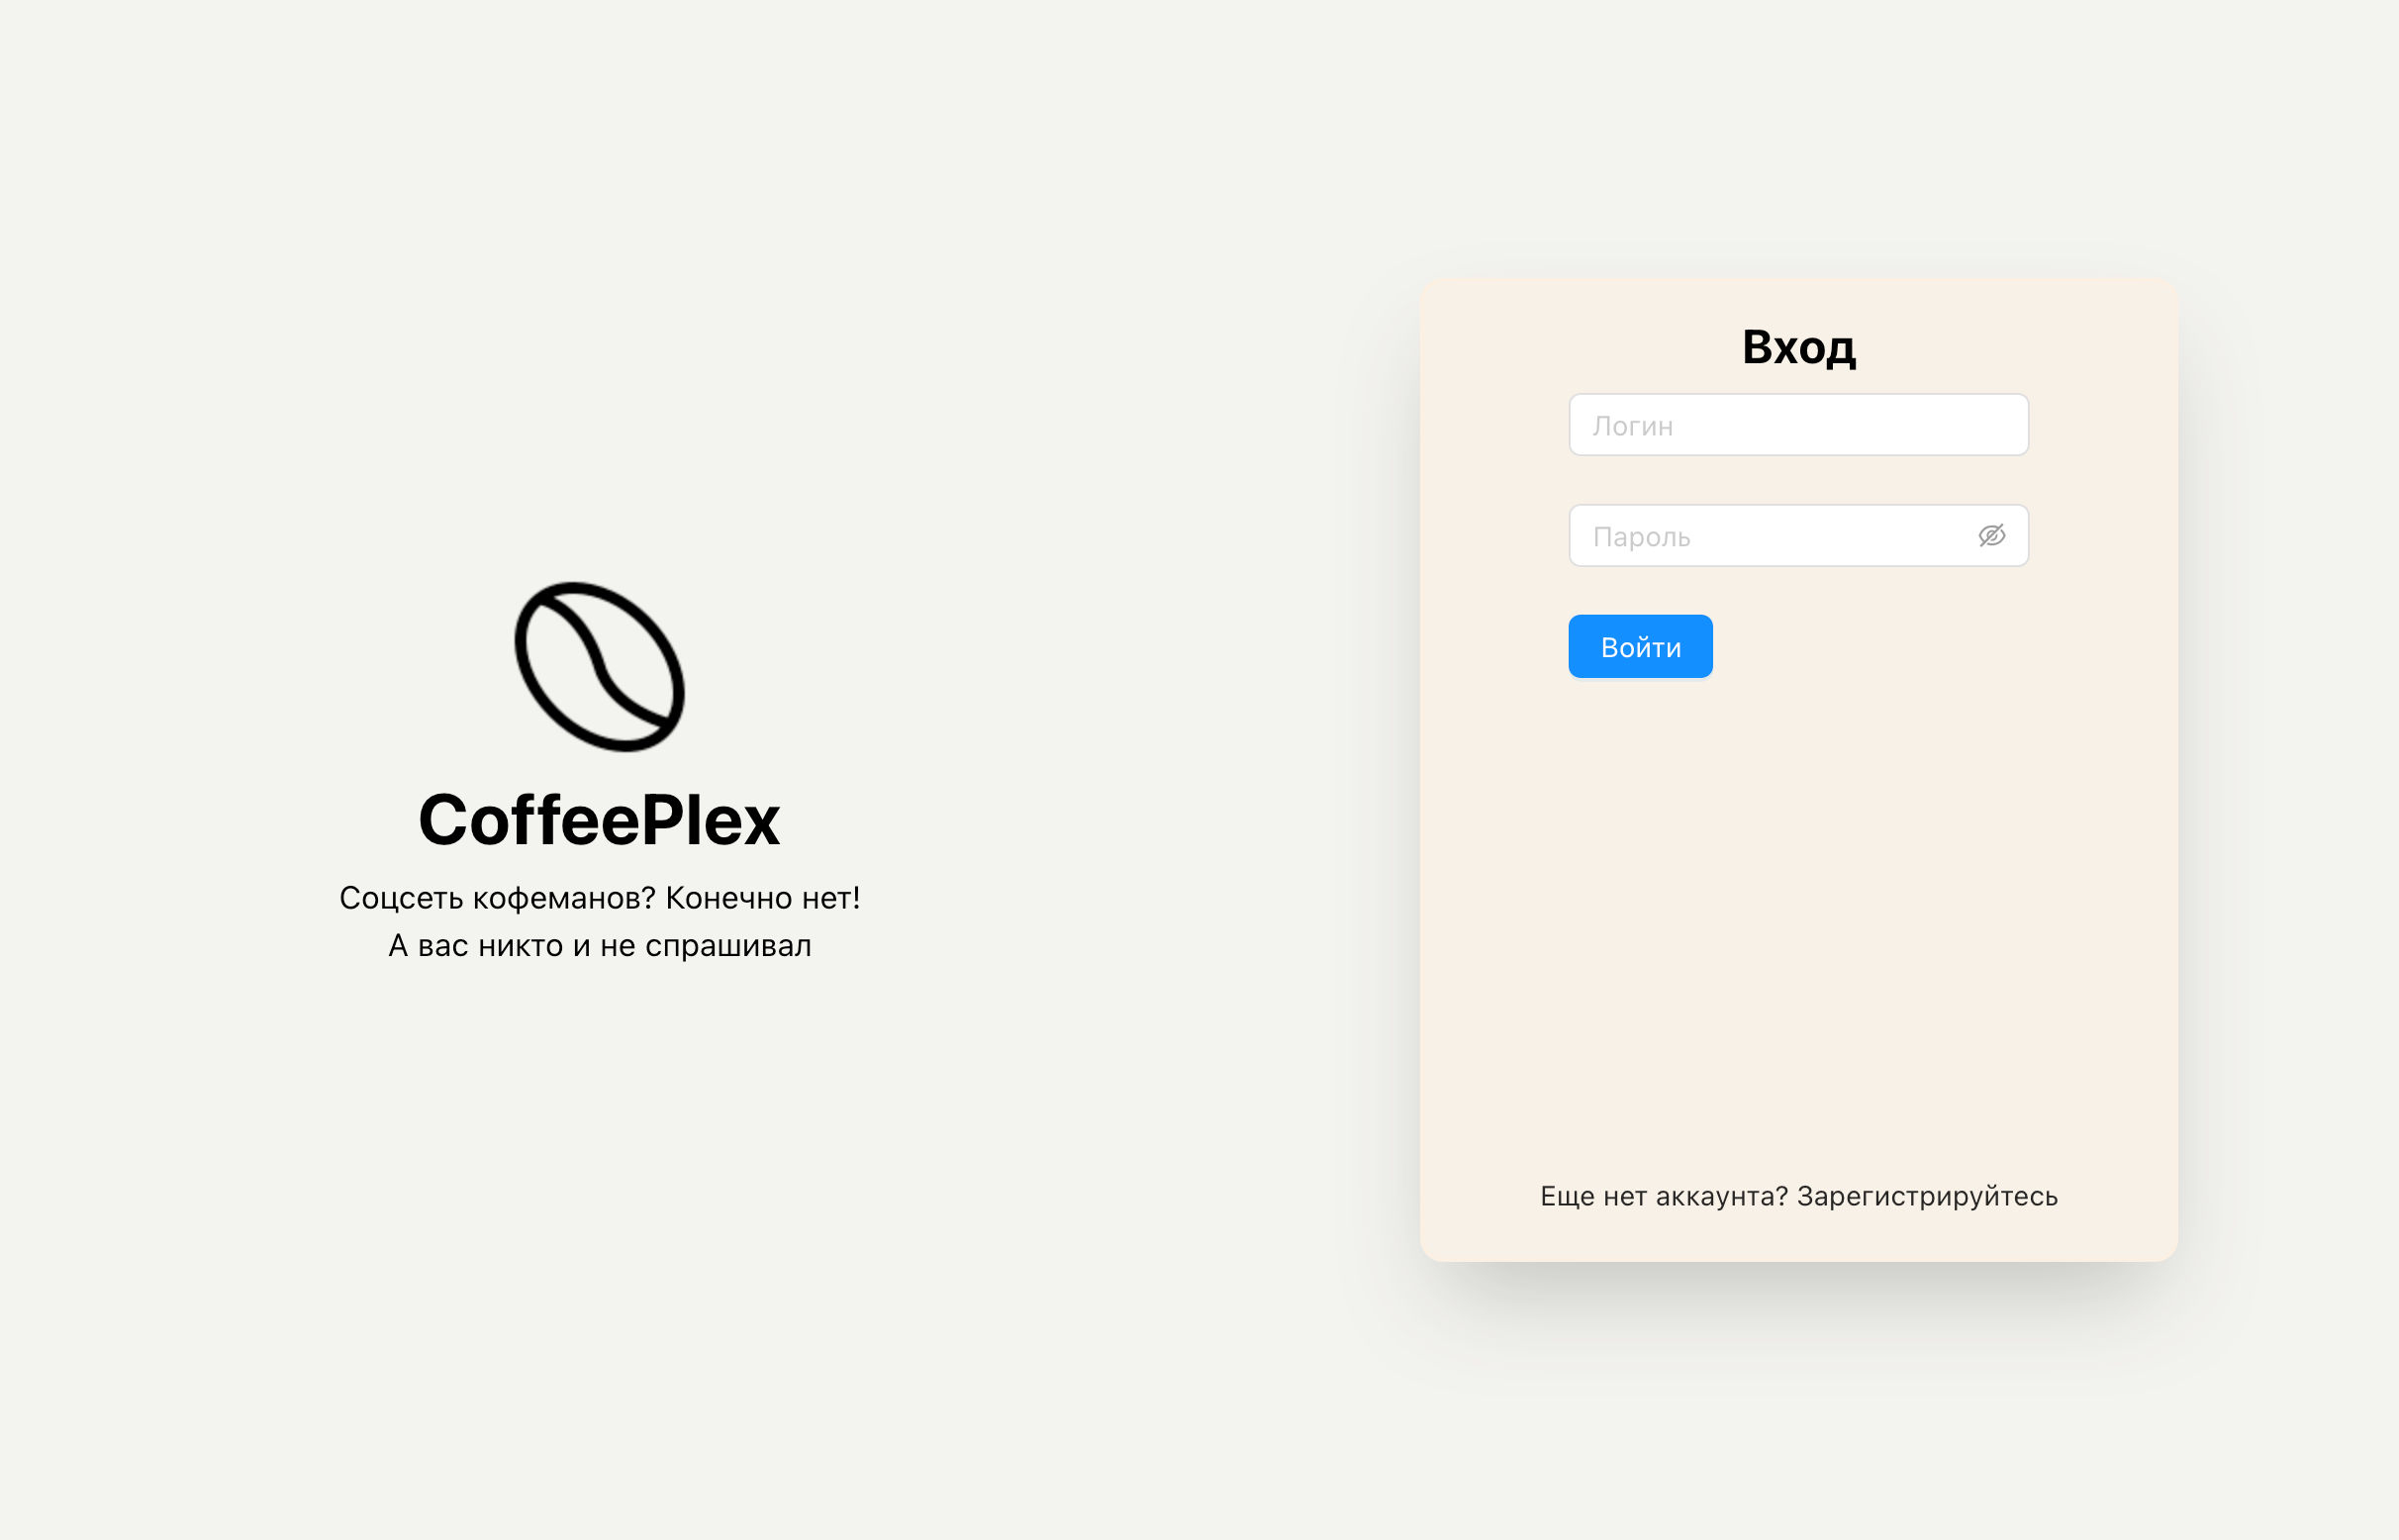 CoffeePlex
Соцсеть кофеманов? Конечно нет!
А вас никто и не спрашивал
Вход
Логин
Пароль
Войти
Еще нет аккаунта? Зарегистрируйтесь